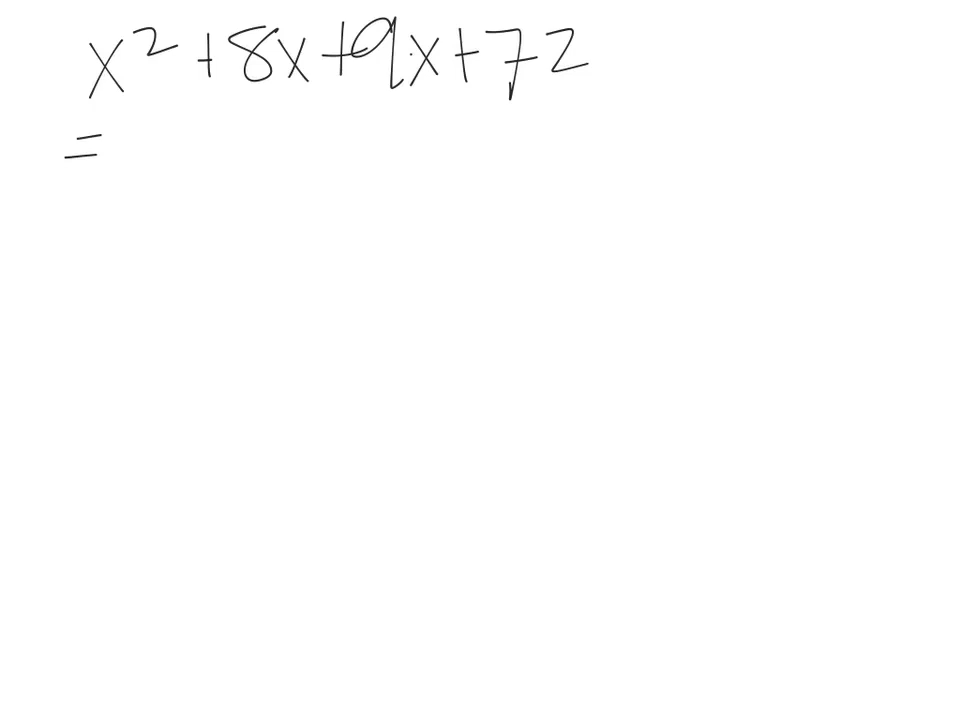 x² + 8x + 9x + 72
=